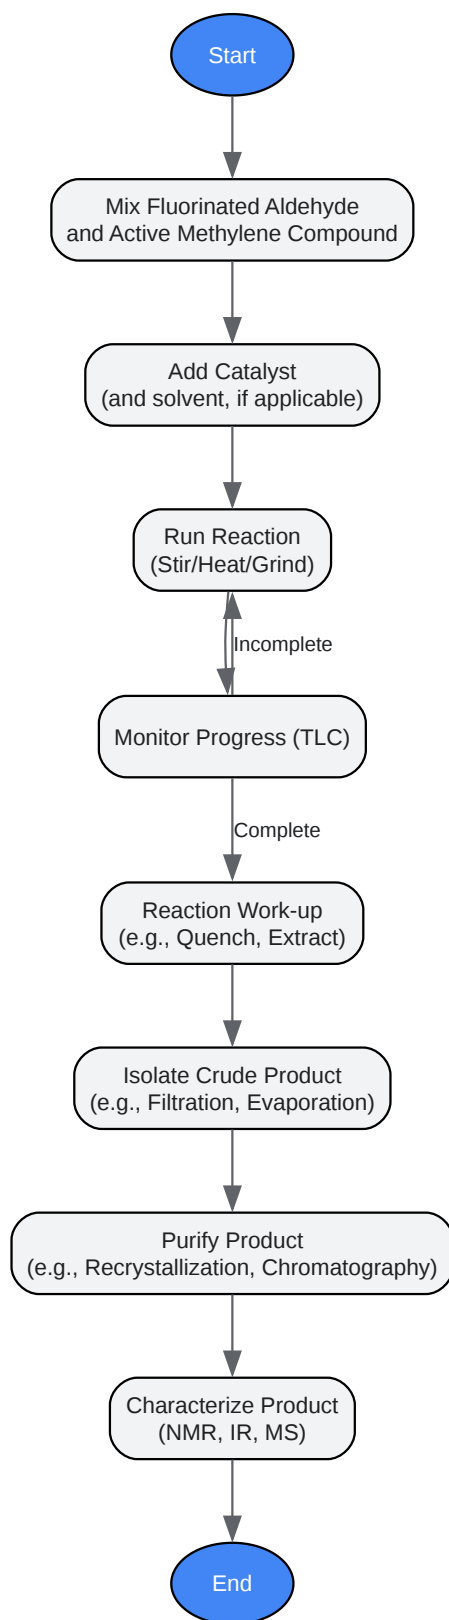 Start
Mix Fluorinated Aldehyde
and Active Methylene Compound
Add Catalyst
(and solvent, if applicable)
Run Reaction
(Stir/Heat/Grind)
Incomplete
Monitor Progress (TLC)
Complete
Reaction Work-up
(e.g., Quench, Extract)
Isolate Crude Product
(e.g., Filtration, Evaporation)
Purify Product
(e.g., Recrystallization, Chromatography)
Characterize Product
(NMR, IR, MS)
End